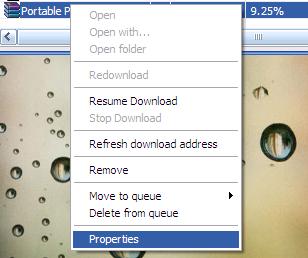 Portable P 9.25%
Open
Open with...
Open folder
Redownload
Resume Download
Stop Download
Refresh download address
Remove
Move to queue
Delete from queue
Properties